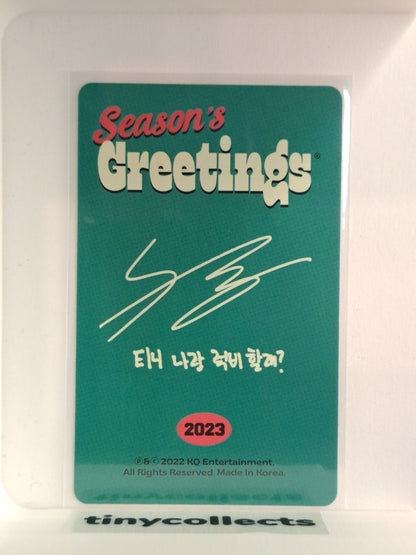 Season's
Greetings®
티니 나랑 럭비 할래?
2023
℗&© 2022 KQ Entertainment.
All Rights Reserved. Made In Korea.
tinycollects